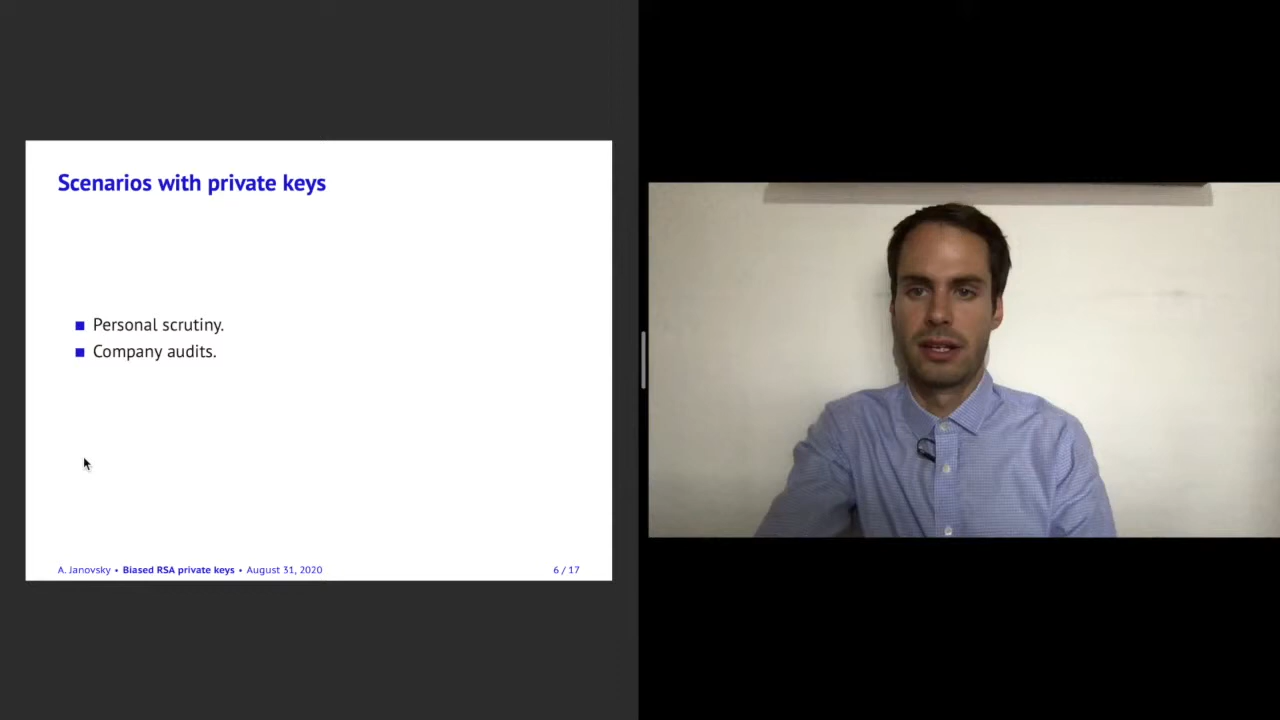 Scenarios with private keys
Personal scrutiny.
Company audits.
A. Janovsky • Biased RSA private keys • August 31, 2020
6 / 17